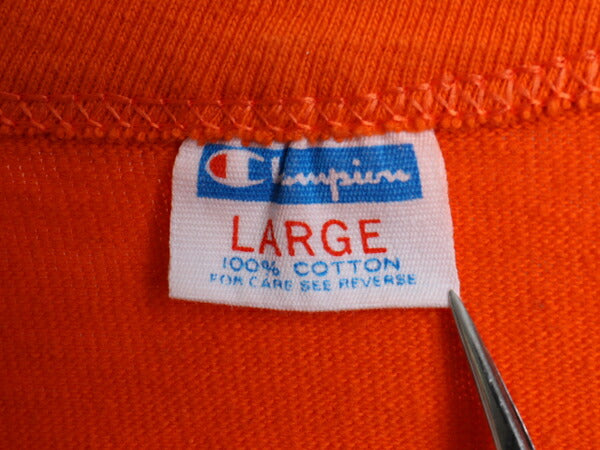 Champion
LARGE
100% COTTON
FOR CARE SEE REVERSE